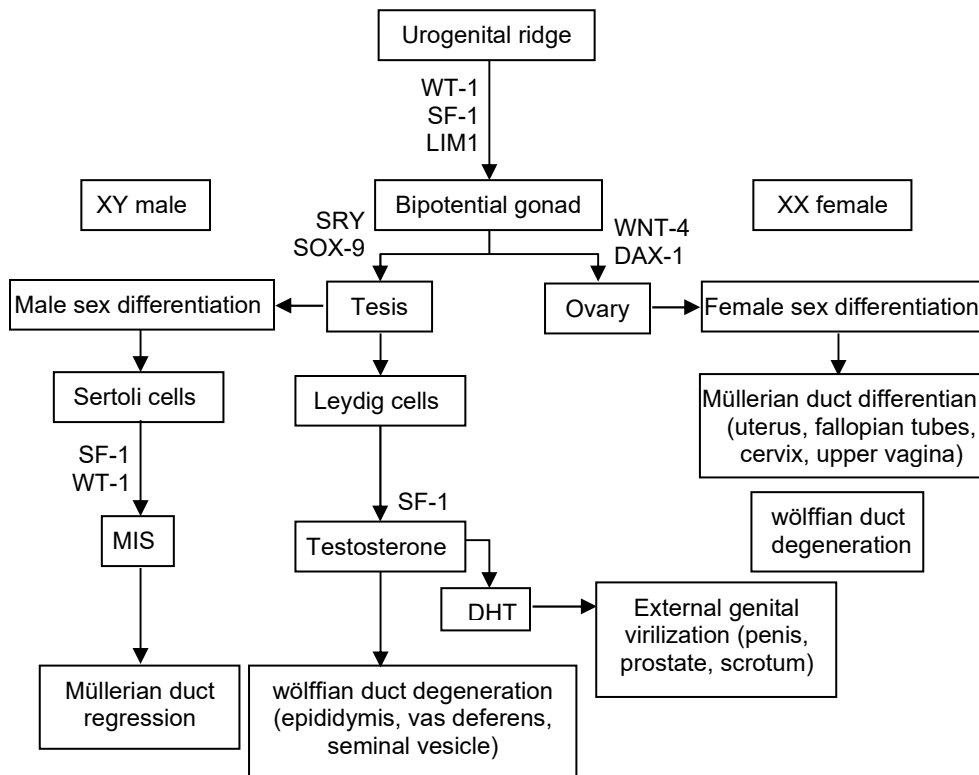 Urogenital ridge
WT-1
SF-1
LIM1
XY male
Bipotential gonad
XX female
SRY
SOX-9
WNT-4
DAX-1
Male sex differentiation
Tesis
Ovary
Female sex differentiation
Sertoli cells
Leydig cells
Müllerian duct differentian
(uterus, fallopian tubes,
cervix, upper vagina)
SF-1
WT-1
SF-1
wölffian duct
degeneration
MIS
Testosterone
DHT
External genital
virilization (penis,
prostate, scrotum)
Müllerian duct
regression
wölffian duct degeneration
(epididymis, vas deferens,
seminal vesicle)